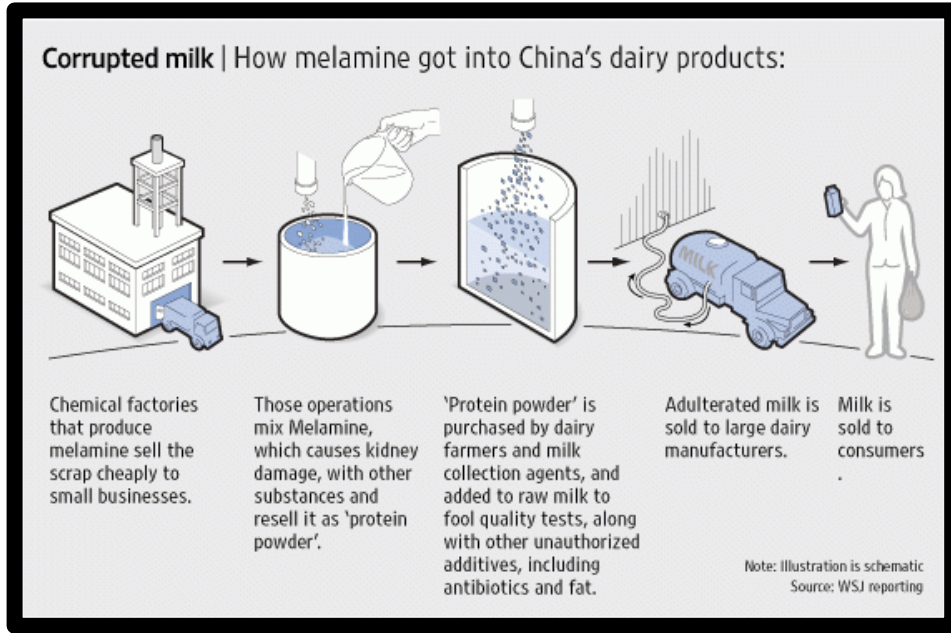 Corrupted milk | How melamine got into China's dairy products:
MILK
Chemical factories
that produce
melamine sell the
scrap cheaply to
small businesses.
Those operations
mix Melamine,
which causes kidney
damage, with other
substances and
resell it as ‘protein
powder’.
‘Protein powder’ is
purchased by dairy
farmers and milk
collection agents, and
added to raw milk to
fool quality tests, along
with other unauthorized
additives, including
antibiotics and fat.
Adulterated milk is
sold to large dairy
manufacturers.
Milk is
sold to
consumers
.
Note: Illustration is schematic
Source: WSJ reporting